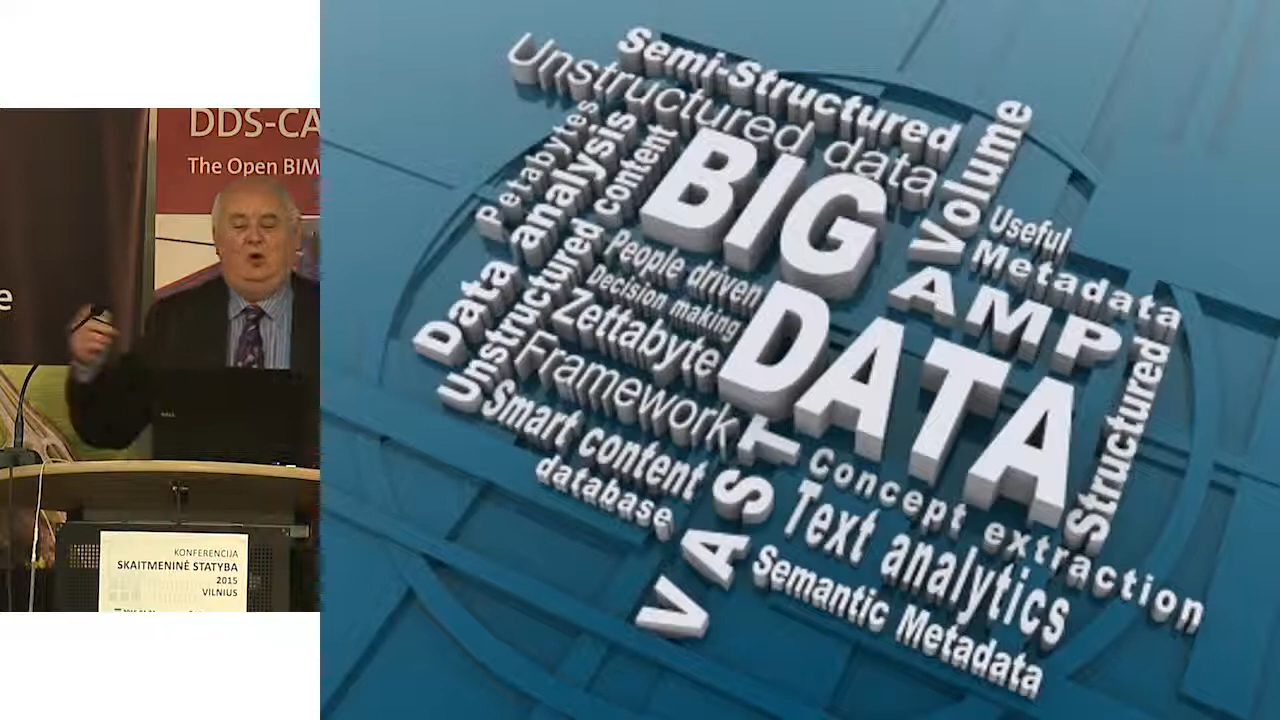 DDS-CA
The Open BIM
e
DELL
KONFERENCIJA
SKAITMENINĖ STATYBA
2015
VILNIUS
Semi-Structured
Unstructured data
Petabytes
Data analysis
Unstructured content
BIG
DATA
Volume
Useful
Metadata
AMP
Structured
People driven
Decision making
Zettabyte
Framework
Smart content
database
VAST
Concept extraction
Text analytics
Semantic Metadata